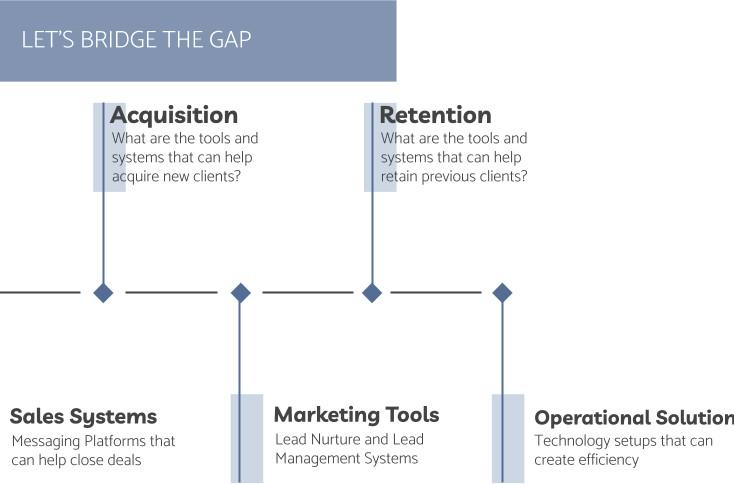 LET'S BRIDGE THE GAP
Acquisition
What are the tools and
systems that can help
acquire new clients?
Retention
What are the tools and
systems that can help
retain previous clients?
Sales Systems
Messaging Platforms that
can help close deals
Marketing Tools
Lead Nurture and Lead
Management Systems
Operational Solution
Technology setups that can
create efficiency